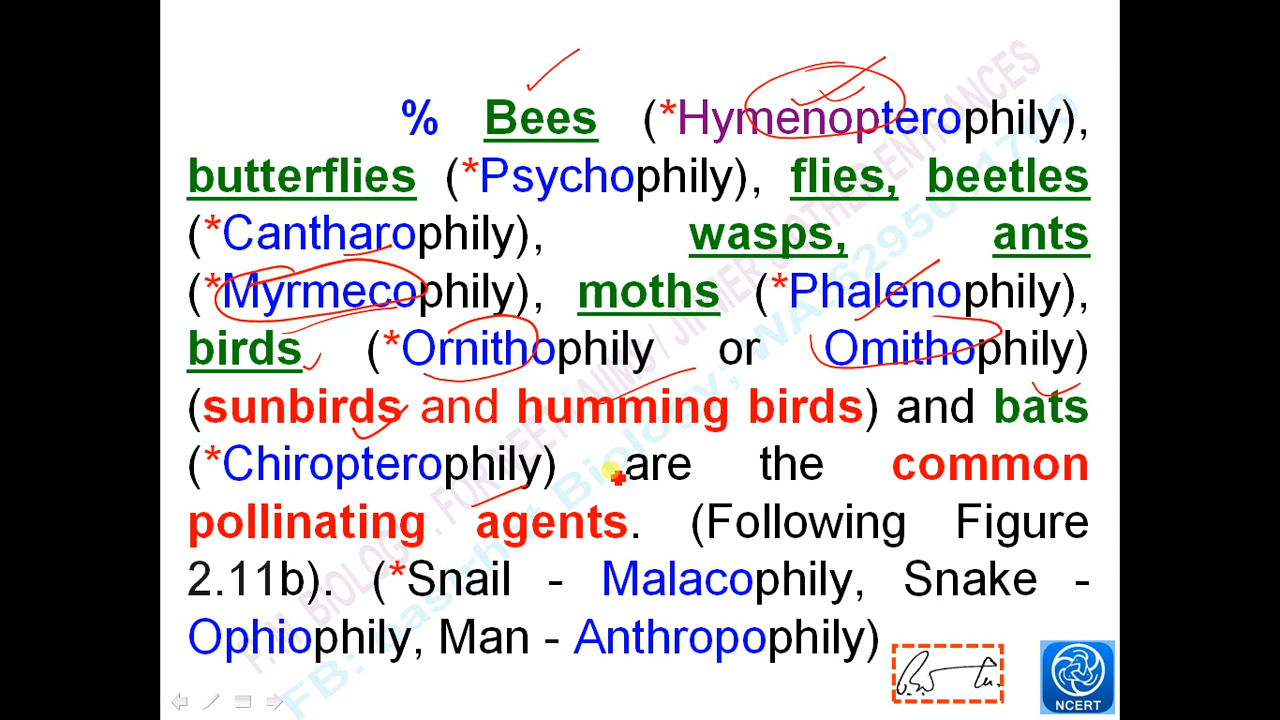 % Bees (*Hymenopterophily),
butterflies (*Psychophily), flies, beetles
(*Cantharophily), wasps, ants
(*Myrmecophily), moths (*Phalenophily),
birds (*Ornithophily or Omithophily)
(sunbirds and humming birds) and bats
(*Chiropterophily) are the common
pollinating agents. (Following Figure
2.11b). (*Snail - Malacophily, Snake -
Ophiophily, Man - Anthropophily)
NCERT